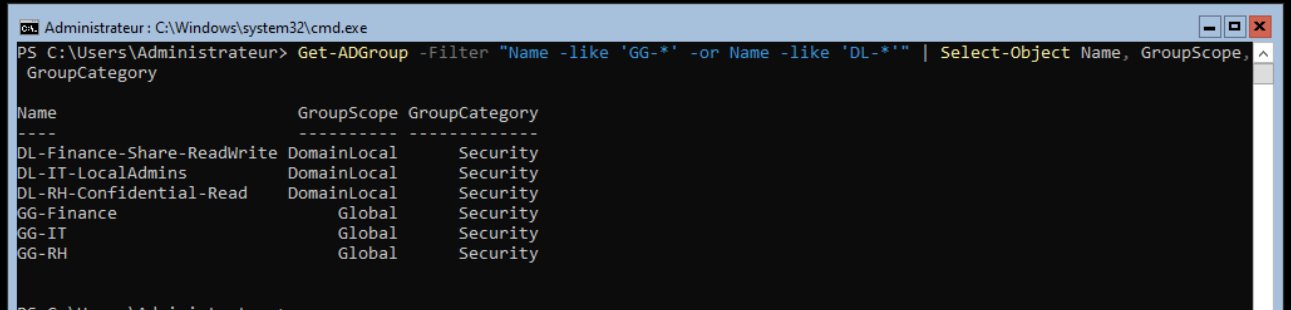 Administrateur : C:\Windows\system32\cmd.exe
PS C:\Users\Administrateur> Get-ADGroup -Filter "Name -like 'GG-*' -or Name -like 'DL-*'" | Select-Object Name, GroupScope,
GroupCategory
Name GroupScope GroupCategory
---- ---------- -------------
DL-Finance-Share-ReadWrite DomainLocal Security
DL-IT-LocalAdmins DomainLocal Security
DL-RH-Confidential-Read DomainLocal Security
GG-Finance Global Security
GG-IT Global Security
GG-RH Global Security